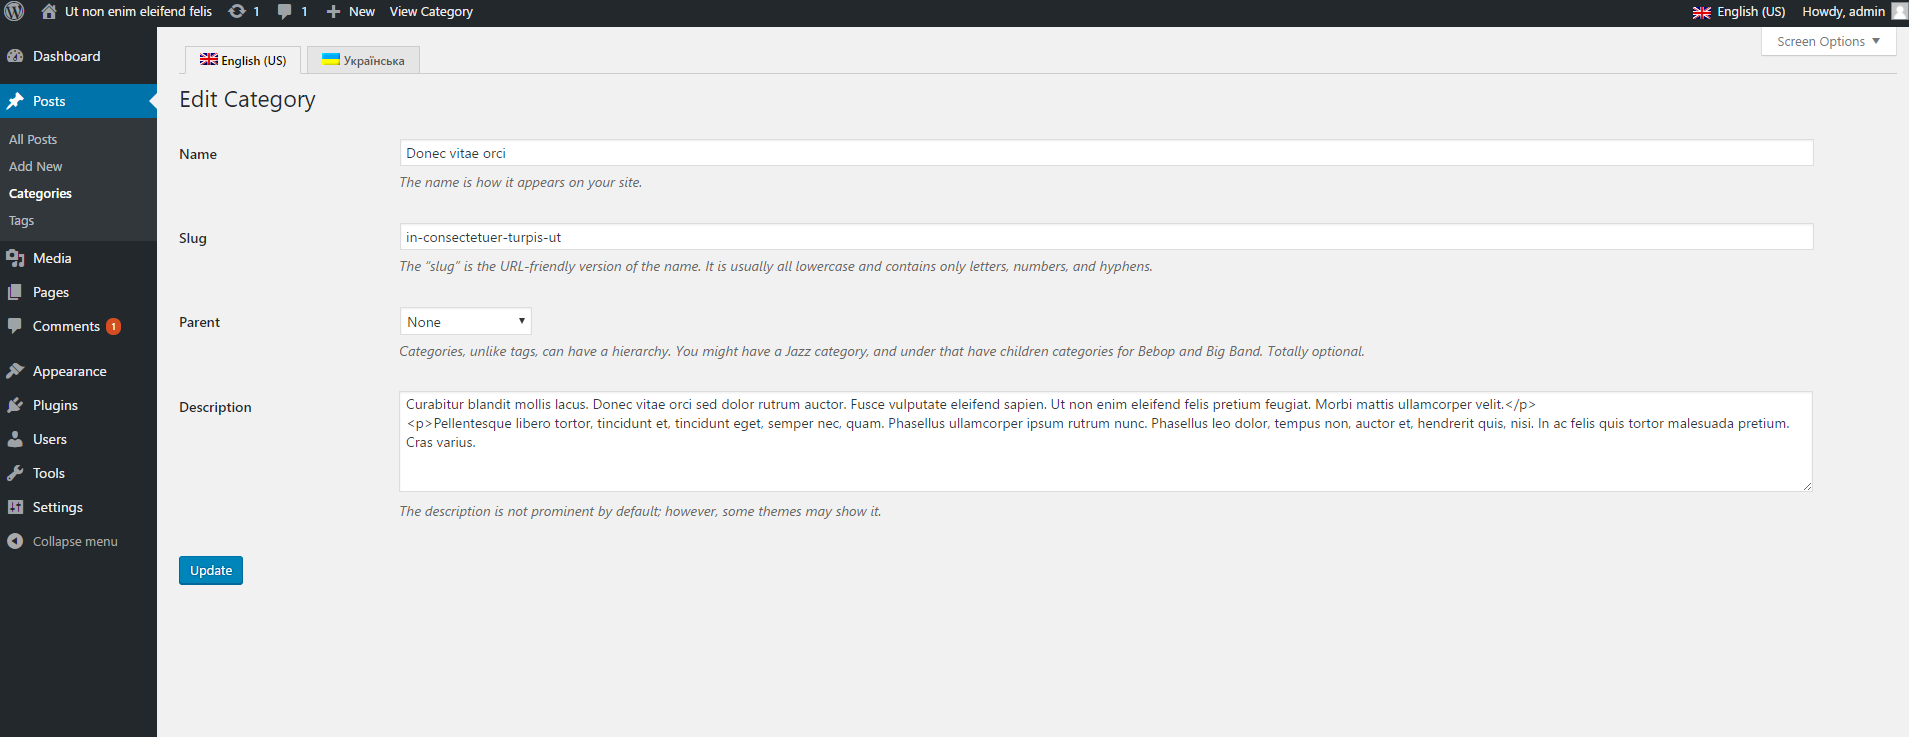 Ut non enim eleifend felis 1 1 New View Category English (US) Howdy, admin
Screen Options
English (US) Українська
Dashboard
Posts
All Posts
Add New
Categories
Tags
Media
Pages
Comments 1
Appearance
Plugins
Users
Tools
Settings
Collapse menu
Edit Category
Name
Donec vitae orci
The name is how it appears on your site.
Slug
in-consectetuer-turpis-ut
The “slug” is the URL-friendly version of the name. It is usually all lowercase and contains only letters, numbers, and hyphens.
Parent
None
Categories, unlike tags, can have a hierarchy. You might have a Jazz category, and under that have children categories for Bebop and Big Band. Totally optional.
Description
Curabitur blandit mollis lacus. Donec vitae orci sed dolor rutrum auctor. Fusce vulputate eleifend sapien. Ut non enim eleifend felis pretium feugiat. Morbi mattis ullamcorper velit.</p>
<p>Pellentesque libero tortor, tincidunt et, tincidunt eget, semper nec, quam. Phasellus ullamcorper ipsum rutrum nunc. Phasellus leo dolor, tempus non, auctor et, hendrerit quis, nisi. In ac felis quis tortor malesuada pretium.
Cras varius.
The description is not prominent by default; however, some themes may show it.
Update